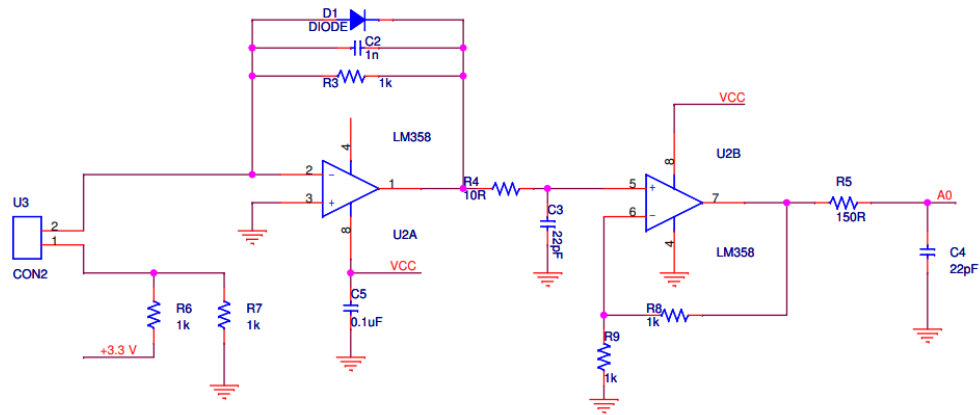 D1
DIODE
C2
1n
R3 1k
4
LM358
2
3
1
8
U2A
VCC
C5
0.1uF
U3
2
1
CON2
R6
1k
R7
1k
+3.3 V
R4
10R
C3
22pF
VCC
8
U2B
5
6
7
4
LM358
R8
1k
R9
1k
R5
150R
A0
C4
22pF